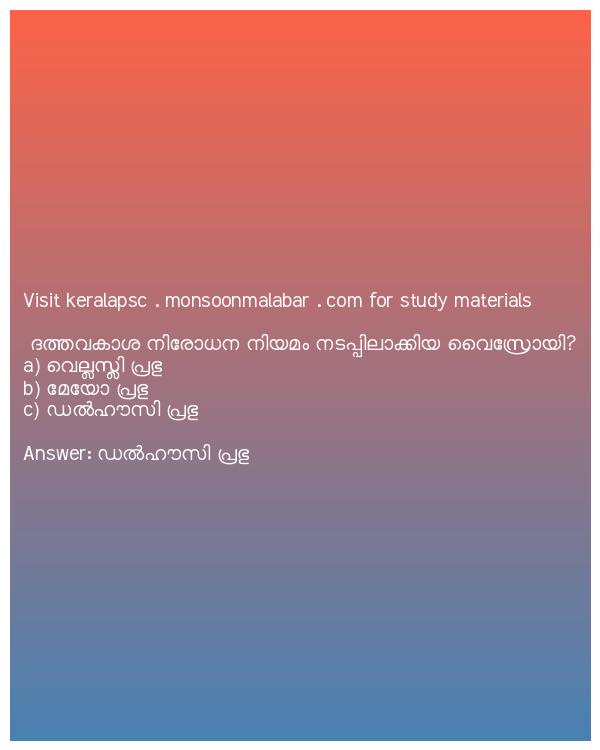 Visit keralapsc . monsoonmalabar . com for study materials
ദത്തവകാശ നിരോധന നിയമം നടപ്പിലാക്കിയ വൈസ്രോയി?
a) വെല്ലസ്ലി പ്രഭു
b) മേയോ പ്രഭു
c) ഡൽഹൗസി പ്രഭു
Answer: ഡൽഹൗസി പ്രഭു